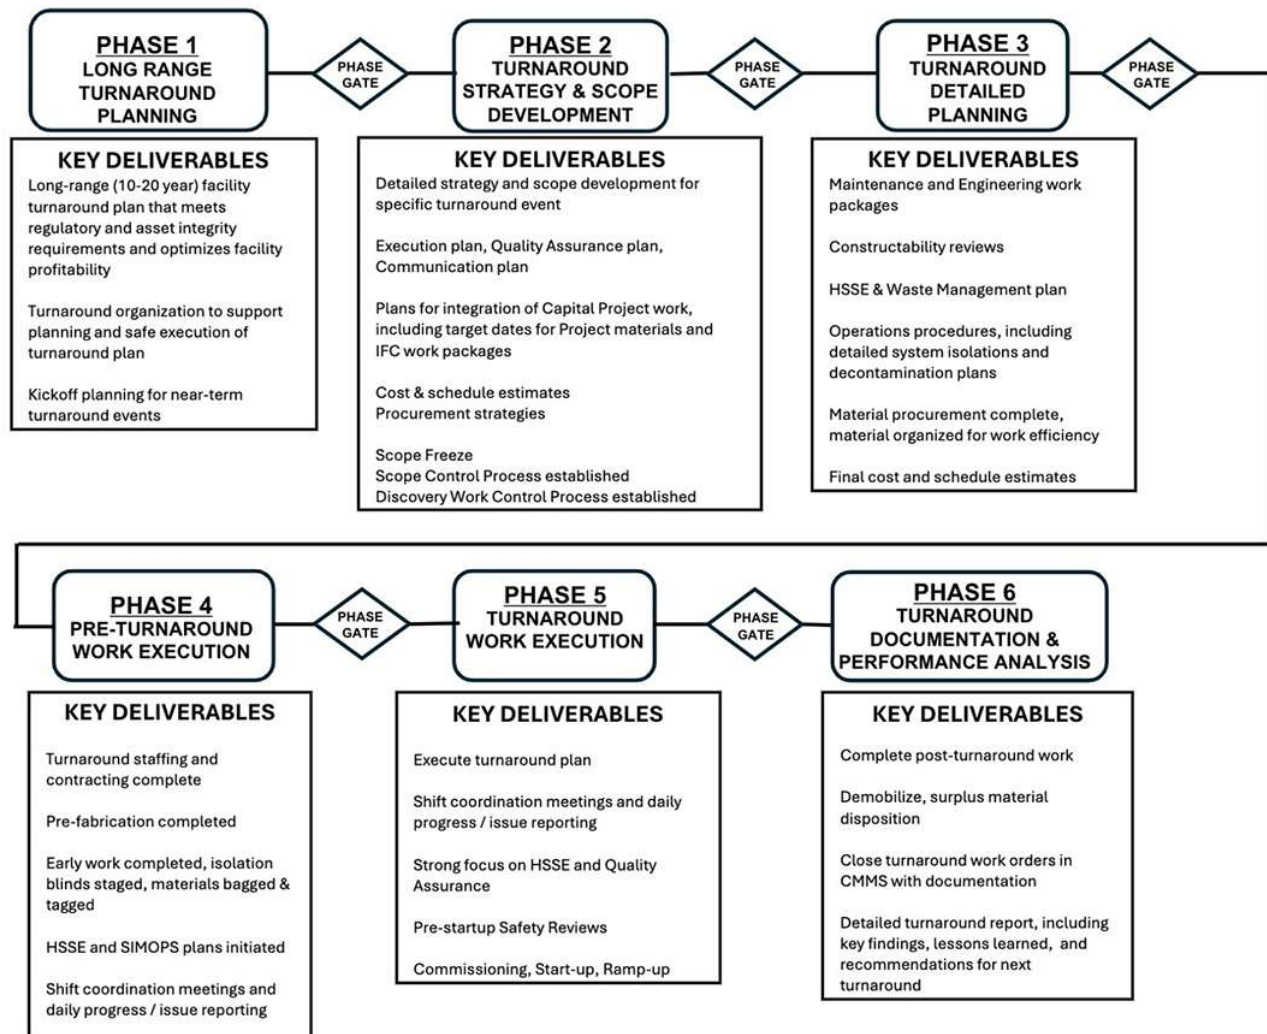 PHASE 1
LONG RANGE
TURNAROUND
PLANNING
PHASE
GATE
PHASE 2
TURNAROUND
STRATEGY & SCOPE
DEVELOPMENT
PHASE
GATE
PHASE 3
TURNAROUND
DETAILED
PLANNING
PHASE
GATE
KEY DELIVERABLES
Long-range (10-20 year) facility
turnaround plan that meets
regulatory and asset integrity
requirements and optimizes facility
profitability
Turnaround organization to support
planning and safe execution of
turnaround plan
Kickoff planning for near-term
turnaround events
KEY DELIVERABLES
Detailed strategy and scope development for
specific turnaround event
Execution plan, Quality Assurance plan,
Communication plan
Plans for integration of Capital Project work,
including target dates for Project materials and
IFC work packages
Cost & schedule estimates
Procurement strategies
Scope Freeze
Scope Control Process established
Discovery Work Control Process established
KEY DELIVERABLES
Maintenance and Engineering work
packages
Constructability reviews
HSSE & Waste Management plan
Operations procedures, including
detailed system isolations and
decontamination plans
Material procurement complete,
material organized for work efficiency
Final cost and schedule estimates
PHASE 4
PRE-TURNAROUND
WORK EXECUTION
PHASE
GATE
PHASE 5
TURNAROUND
WORK EXECUTION
PHASE
GATE
PHASE 6
TURNAROUND
DOCUMENTATION &
PERFORMANCE ANALYSIS
KEY DELIVERABLES
Turnaround staffing and
contracting complete
Pre-fabrication completed
Early work completed, isolation
blinds staged, materials bagged &
tagged
HSSE and SIMOPS plans initiated
Shift coordination meetings and
daily progress / issue reporting
KEY DELIVERABLES
Execute turnaround plan
Shift coordination meetings and daily
progress / issue reporting
Strong focus on HSSE and Quality
Assurance
Pre-startup Safety Reviews
Commissioning, Start-up, Ramp-up
KEY DELIVERABLES
Complete post-turnaround work
Demobilize, surplus material
disposition
Close turnaround work orders in
CMMS with documentation
Detailed turnaround report, including
key findings, lessons learned, and
recommendations for next
turnaround